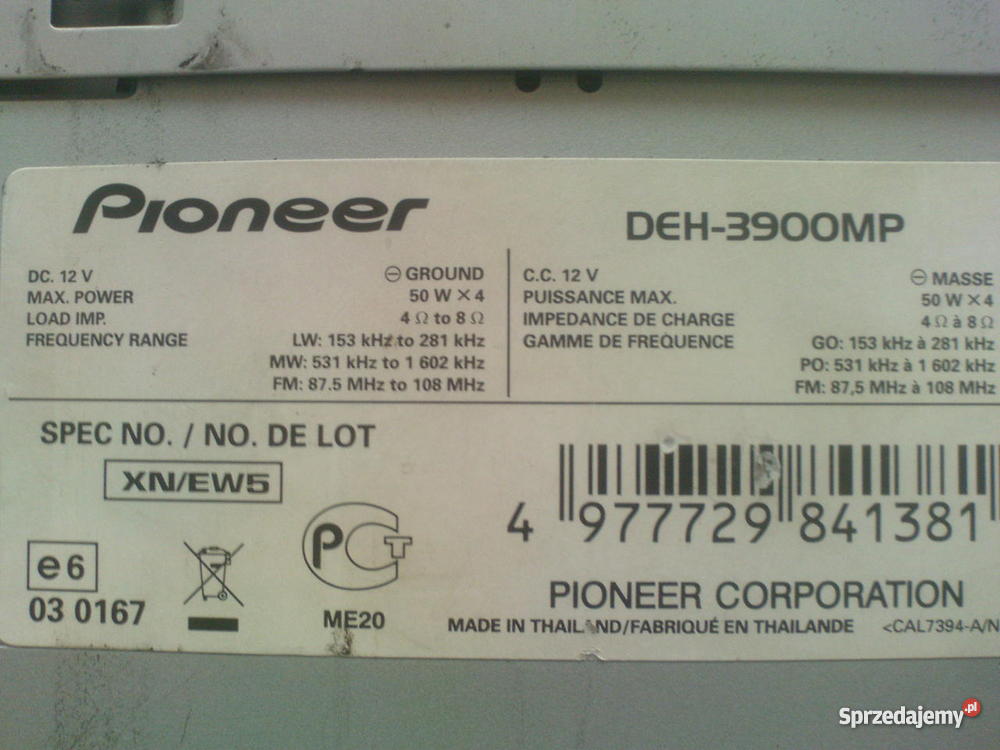 Pioneer
DEH-3900MP
DC. 12 V ⊖ GROUND
MAX. POWER 50 W × 4
LOAD IMP. 4 Ω to 8 Ω
FREQUENCY RANGE LW: 153 kHz to 281 kHz
MW: 531 kHz to 1 602 kHz
FM: 87.5 MHz to 108 MHz
C.C. 12 V ⊖ MASSE
PUISSANCE MAX. 50 W × 4
IMPEDANCE DE CHARGE 4 Ω à 8 Ω
GAMME DE FREQUENCE GO: 153 kHz à 281 kHz
PO: 531 kHz à 1 602 kHz
FM: 87,5 MHz à 108 MHz
SPEC NO. / NO. DE LOT
XN/EW5
4 977729 841381
e6
03 0167
PCT
ME20
PIONEER CORPORATION
MADE IN THAILAND/FABRIQUÉ EN THAILANDE <CAL7394-A/N
Sprzedajemy.pl